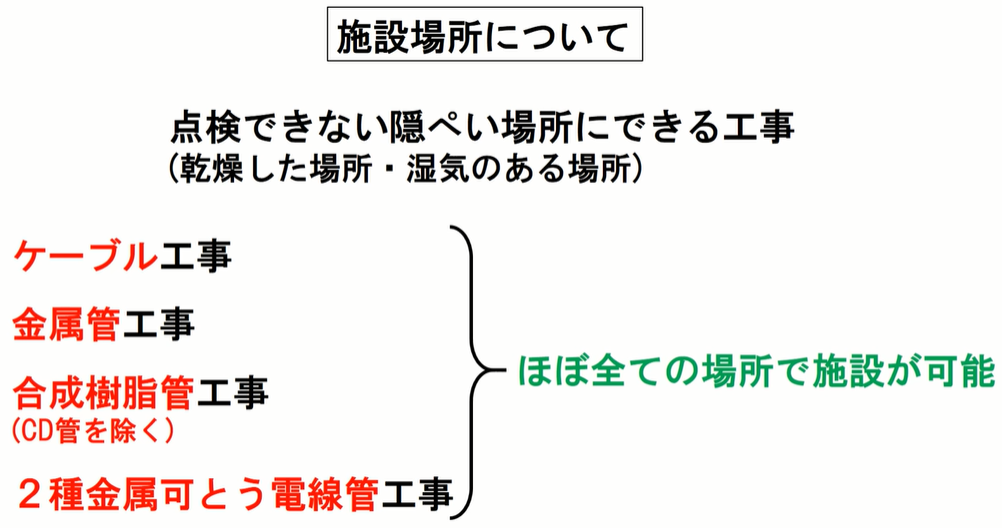 施設場所について
点検できない隠ぺい場所にできる工事
(乾燥した場所・湿気のある場所)
ケーブル工事
金属管工事
合成樹脂管工事
(CD管を除く)
２種金属可とう電線管工事
ほぼ全ての場所で施設が可能